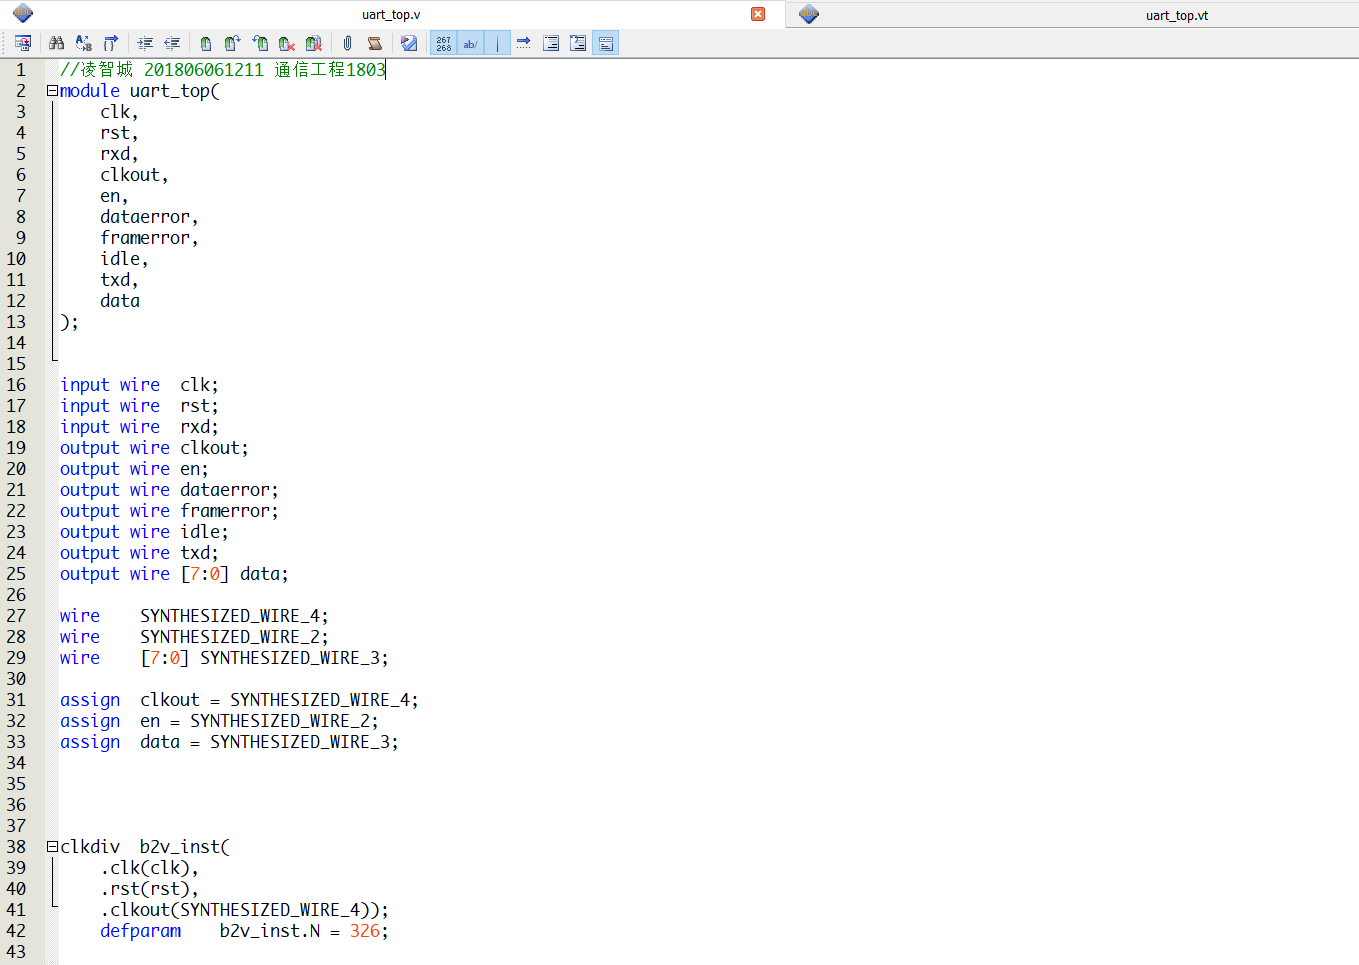 uart_top.v
uart_top.vt
267
268
ab/
1 //凌智城 201806061211 通信工程1803
2 module uart_top(
3 clk,
4 rst,
5 rxd,
6 clkout,
7 en,
8 dataerror,
9 framerror,
10 idle,
11 txd,
12 data
13 );
14
15
16 input wire  clk;
17 input wire  rst;
18 input wire  rxd;
19 output wire clkout;
20 output wire en;
21 output wire dataerror;
22 output wire framerror;
23 output wire idle;
24 output wire txd;
25 output wire [7:0] data;
26
27 wire    SYNTHESIZED_WIRE_4;
28 wire    SYNTHESIZED_WIRE_2;
29 wire    [7:0] SYNTHESIZED_WIRE_3;
30
31 assign  clkout = SYNTHESIZED_WIRE_4;
32 assign  en = SYNTHESIZED_WIRE_2;
33 assign  data = SYNTHESIZED_WIRE_3;
34
35
36
37
38 clkdiv  b2v_inst(
39 .clk(clk),
40 .rst(rst),
41 .clkout(SYNTHESIZED_WIRE_4));
42 defparam    b2v_inst.N = 326;
43